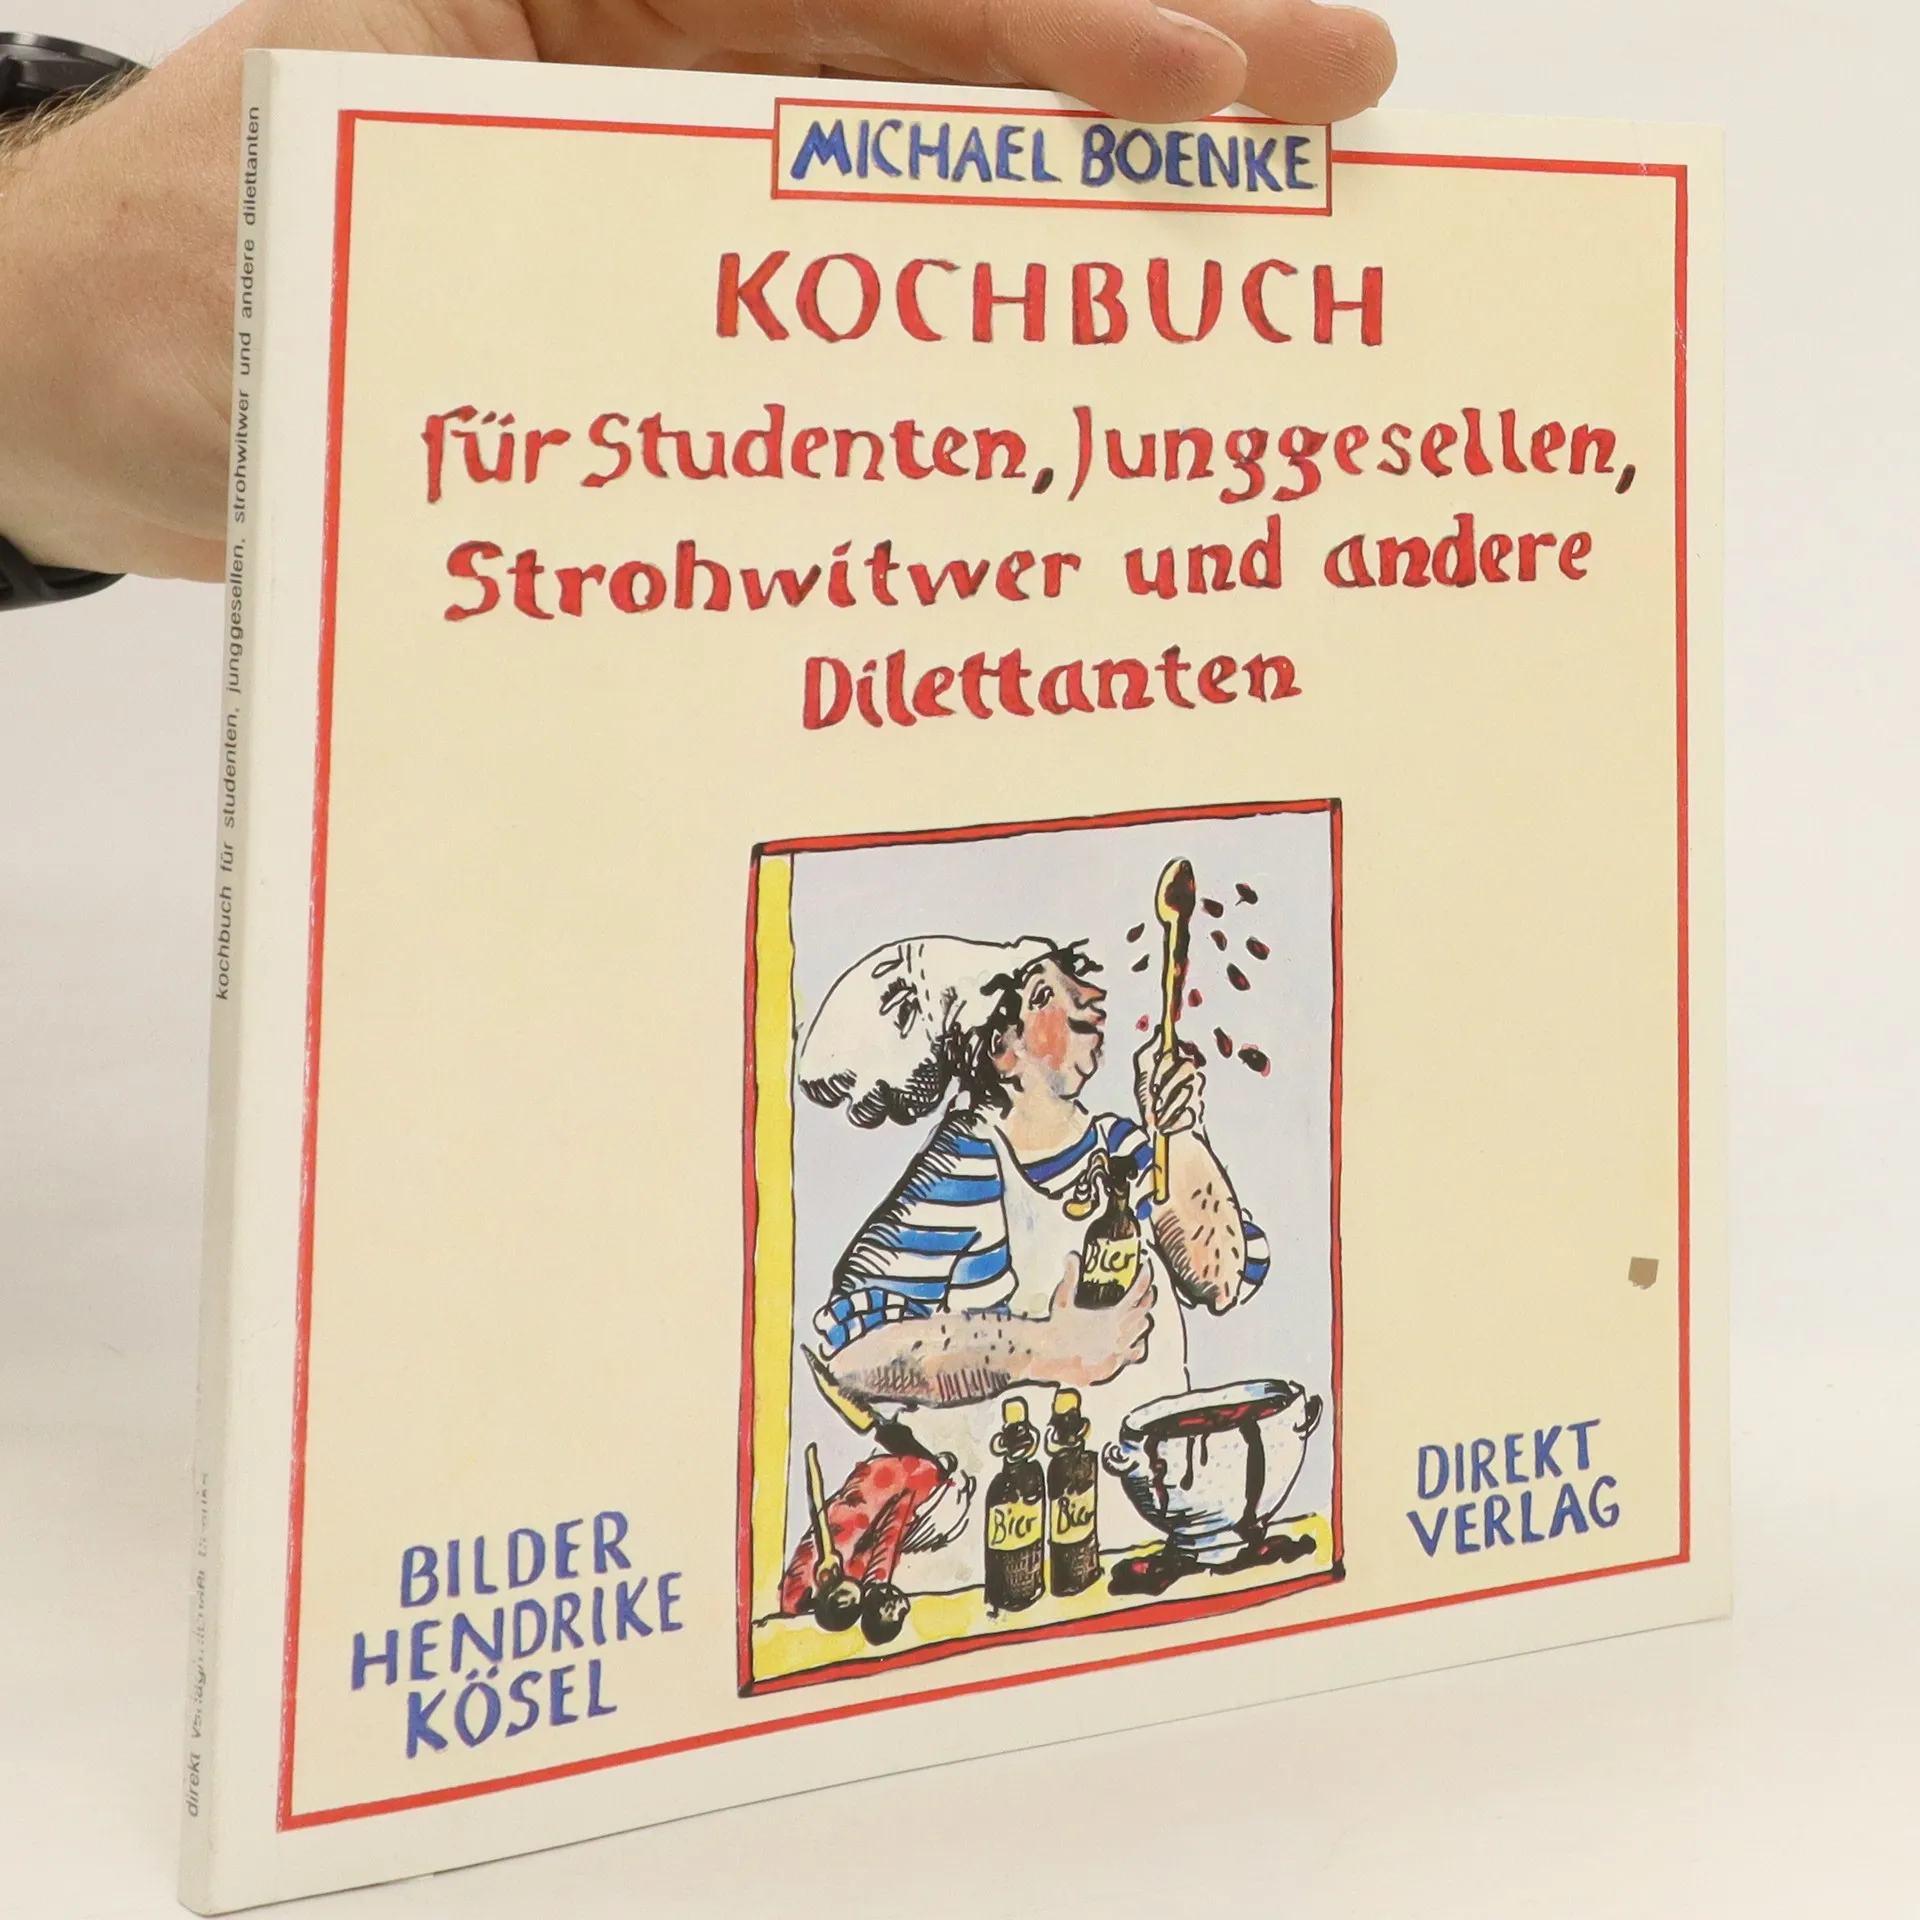 MICHAEL BOENKE
KOCHBUCH
für Studenten, Junggesellen,
Strohwitwer und andere
Dilettanten
Bier
Bier
Bier
BILDER
HENDRIKE
KÖSEL
DIREKT
VERLAG
kochbuch für studenten, junggesellen, strohwitwer und andere dilettanten
direkt